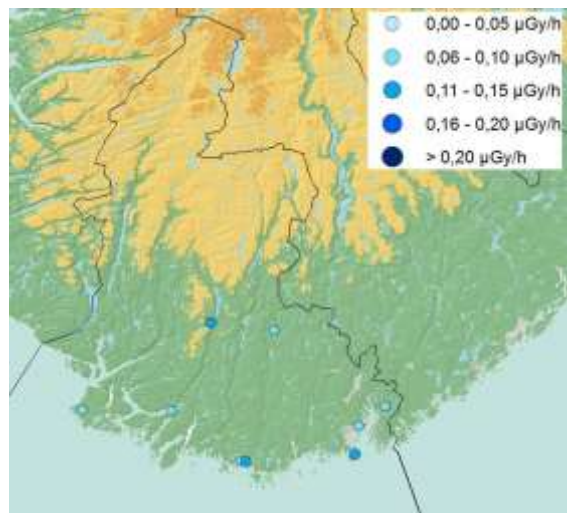 0,00 - 0,05 µGy/h
0,06 - 0,10 µGy/h
0,11 - 0,15 µGy/h
0,16 - 0,20 µGy/h
> 0,20 µGy/h